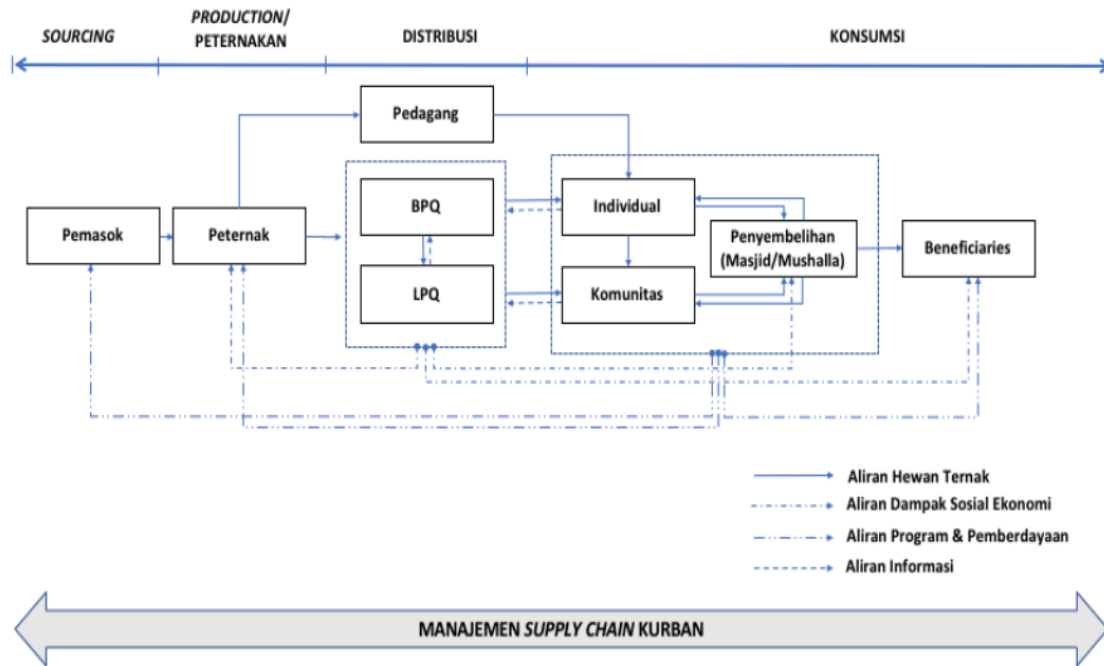 SOURCING
PRODUCTION/
PETERNAKAN
DISTRIBUSI
KONSUMSI
Pedagang
BPQ
Individual
Pemasok
Peternak
Penyembelihan
(Masjid/Mushalla)
Beneficiaries
LPQ
Komunitas
Aliran Hewan Ternak
Aliran Dampak Sosial Ekonomi
Aliran Program & Pemberdayaan
Aliran Informasi
MANAJEMEN SUPPLY CHAIN KURBAN